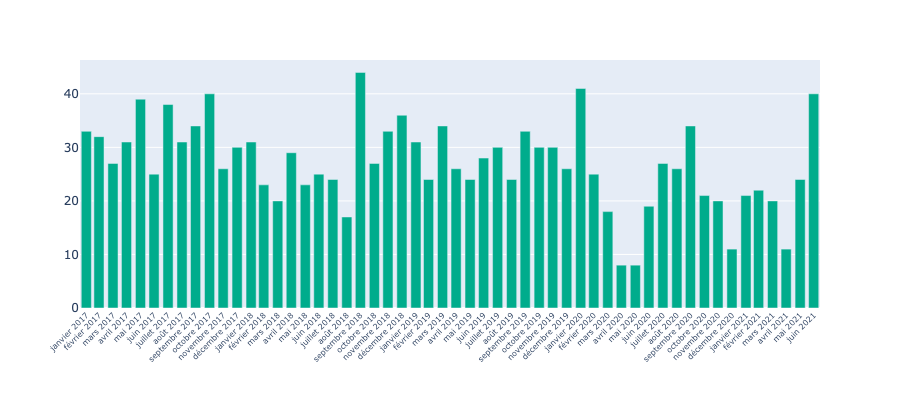 40
30
20
10
0
janvier 2017
février 2017
mars 2017
avril 2017
mai 2017
juin 2017
juillet 2017
août 2017
septembre 2017
octobre 2017
novembre 2017
décembre 2017
janvier 2018
février 2018
mars 2018
avril 2018
mai 2018
juin 2018
juillet 2018
août 2018
septembre 2018
octobre 2018
novembre 2018
décembre 2018
janvier 2019
février 2019
mars 2019
avril 2019
mai 2019
juin 2019
juillet 2019
août 2019
septembre 2019
octobre 2019
novembre 2019
décembre 2019
janvier 2020
février 2020
mars 2020
avril 2020
mai 2020
juin 2020
juillet 2020
août 2020
septembre 2020
octobre 2020
novembre 2020
décembre 2020
janvier 2021
février 2021
mars 2021
avril 2021
mai 2021
juin 2021